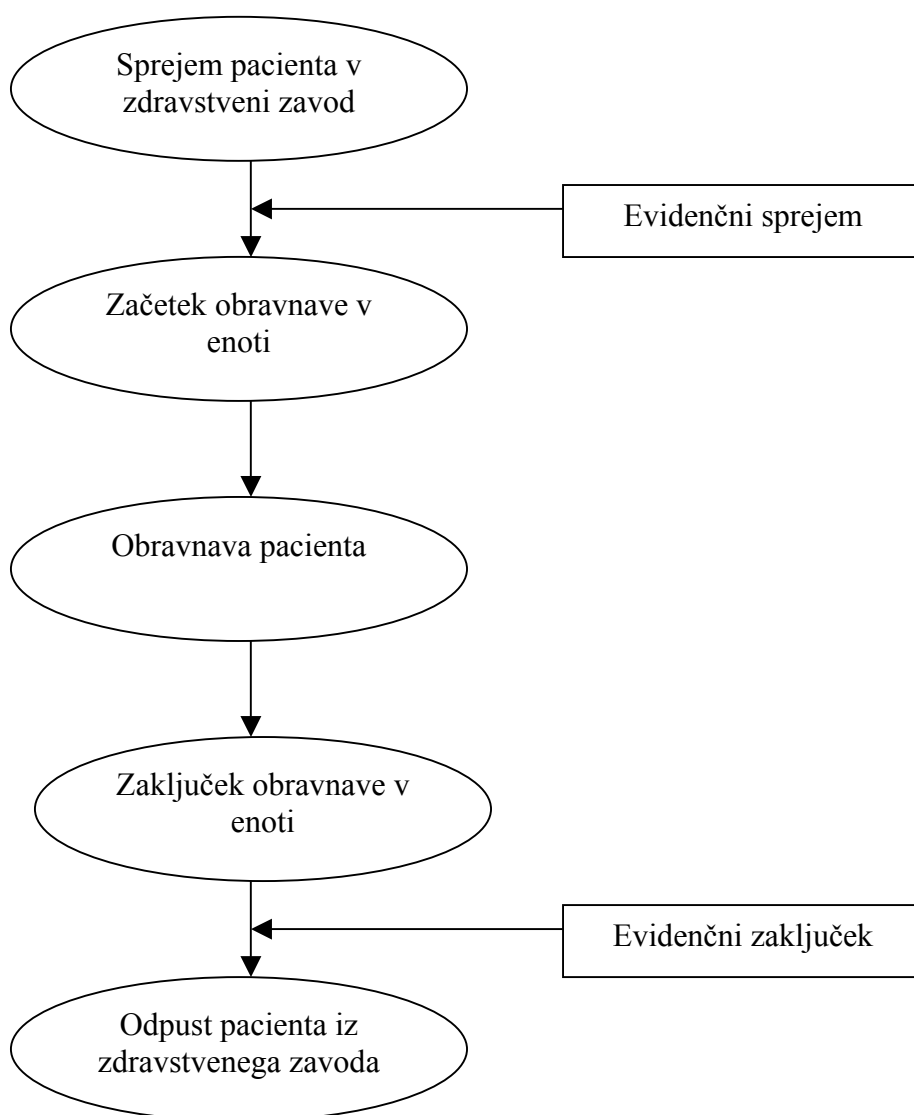 Sprejem pacienta v
zdravstveni zavod
Evidenčni sprejem
Začetek obravnave v
enoti
Obravnava pacienta
Zaključek obravnave v
enoti
Evidenčni zaključek
Odpust pacienta iz
zdravstvenega zavoda